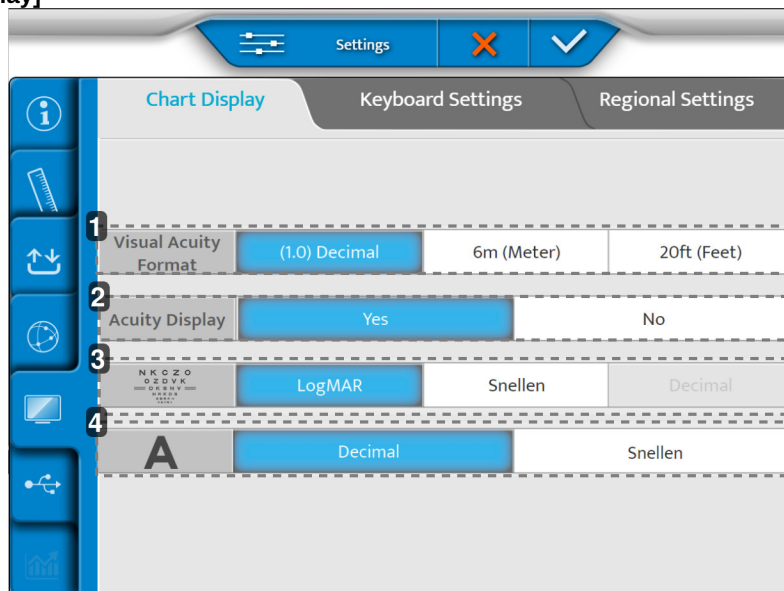 lay]
Settings
Chart Display Keyboard Settings Regional Settings
1
Visual Acuity Format (1.0) Decimal 6m (Meter) 20ft (Feet)
2
Acuity Display Yes No
3
N K C Z O
O Z D V K
LogMAR Snellen Decimal
4
A Decimal Snellen